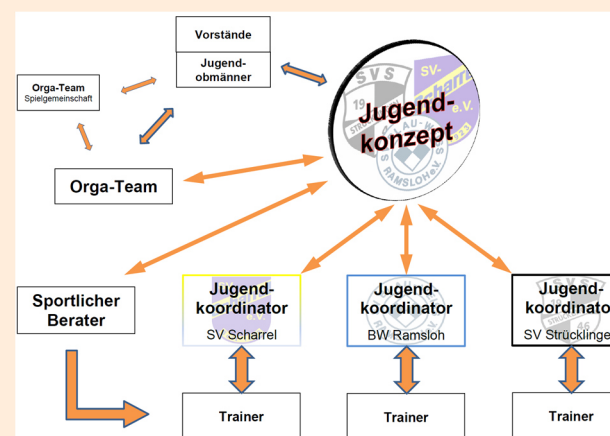 Vorstände
Jugend-
obmänner
Orga-Team
Spielgemeinschaft
Orga-Team
SVS
19
SV-
Scharrel
e.V.
Jugend-
konzept
RAMSLOH e.V.
Sportlicher
Berater
Jugend-
koordinator
SV Scharrel
Jugend-
koordinator
BW Ramsloh
Jugend-
koordinato
SV Strücklinge
Trainer
Trainer
Trainer